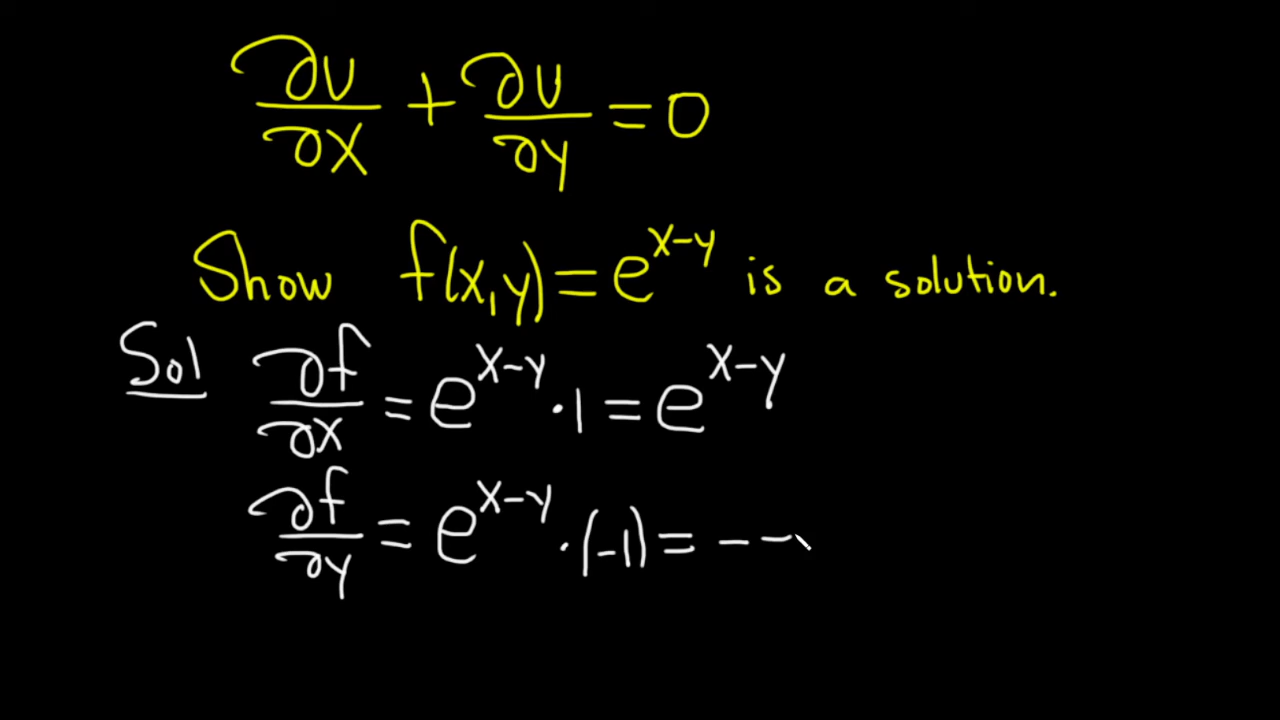 ∂U/∂X + ∂U/∂y = 0
Show f(x,y) = e^{x-y} is a solution.
Sol ∂f/∂x = e^{x-y} · 1 = e^{x-y}
∂f/∂y = e^{x-y} · (-1) = - -